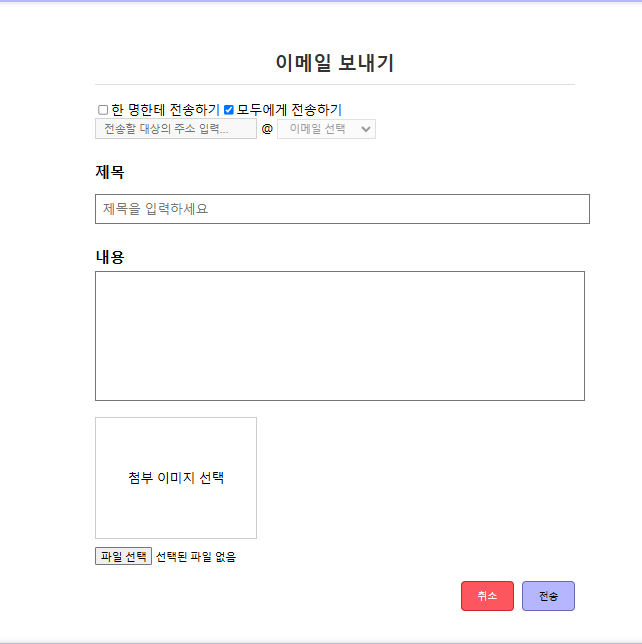 이메일 보내기
한 명한테 전송하기 모두에게 전송하기
전송할 대상의 주소 입력... @ 이메일 선택
제목
제목을 입력하세요
내용
첨부 이미지 선택
파일 선택 선택된 파일 없음
취소 전송